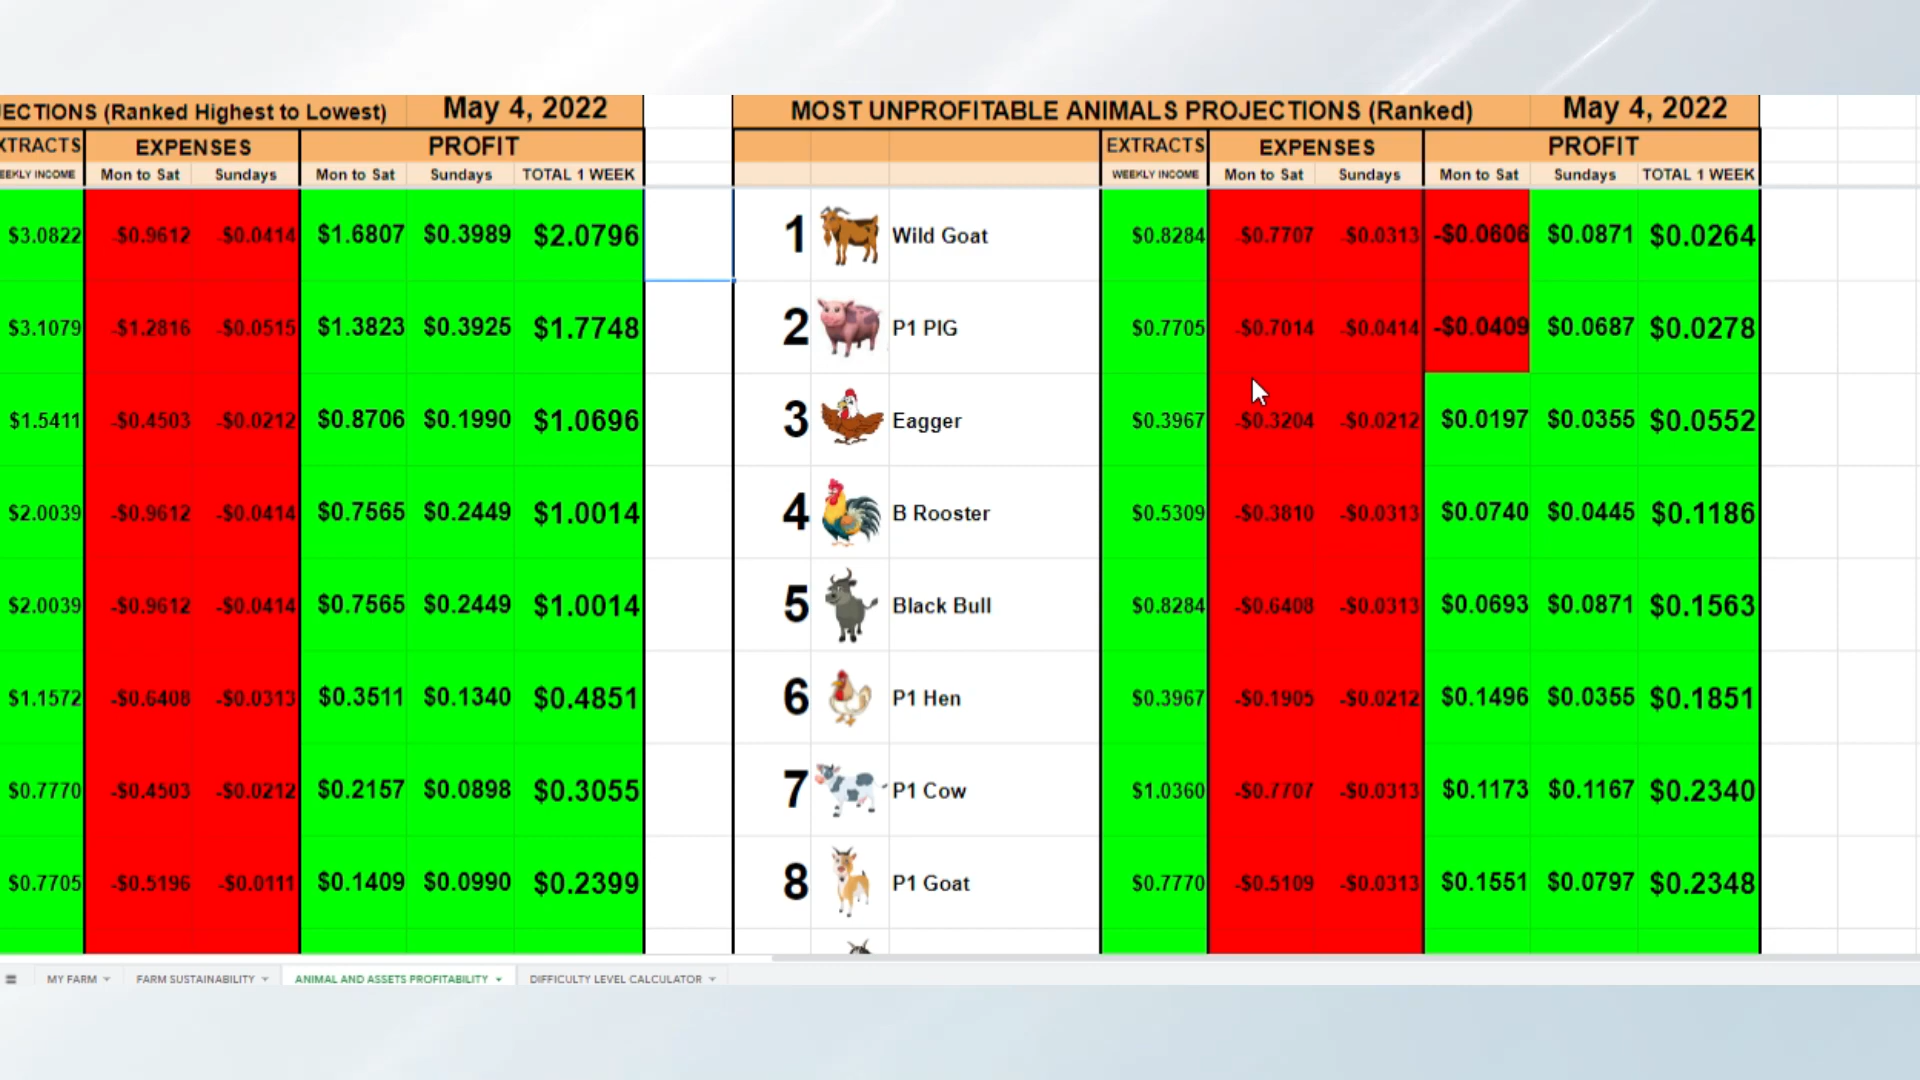 JECTIONS (Ranked Highest to Lowest) May 4, 2022
XTRACTS EXPENSES PROFIT
EEKLY INCOME Mon to Sat Sundays Mon to Sat Sundays TOTAL 1 WEEK
$3.0822 -$0.9612 -$0.0414 $1.6807 $0.3989 $2.0796
$3.1079 -$1.2816 -$0.0515 $1.3823 $0.3925 $1.7748
$1.5411 -$0.4503 -$0.0212 $0.8706 $0.1990 $1.0696
$2.0039 -$0.9612 -$0.0414 $0.7565 $0.2449 $1.0014
$2.0039 -$0.9612 -$0.0414 $0.7565 $0.2449 $1.0014
$1.1572 -$0.6408 -$0.0313 $0.3511 $0.1340 $0.4851
$0.7770 -$0.4503 -$0.0212 $0.2157 $0.0898 $0.3055
$0.7705 -$0.5196 -$0.0111 $0.1409 $0.0990 $0.2399
MOST UNPROFITABLE ANIMALS PROJECTIONS (Ranked) May 4, 2022
EXTRACTS EXPENSES PROFIT
WEEKLY INCOME Mon to Sat Sundays Mon to Sat Sundays TOTAL 1 WEEK
1 Wild Goat $0.8284 -$0.7707 -$0.0313 -$0.0606 $0.0871 $0.0264
2 P1 PIG $0.7705 -$0.7014 -$0.0414 -$0.0409 $0.0687 $0.0278
3 Eagger $0.3967 -$0.3204 -$0.0212 $0.0197 $0.0355 $0.0552
4 B Rooster $0.5309 -$0.3810 -$0.0313 $0.0740 $0.0445 $0.1186
5 Black Bull $0.8284 -$0.6408 -$0.0313 $0.0693 $0.0871 $0.1563
6 P1 Hen $0.3967 -$0.1905 -$0.0212 $0.1496 $0.0355 $0.1851
7 P1 Cow $1.0360 -$0.7707 -$0.0313 $0.1173 $0.1167 $0.2340
8 P1 Goat $0.7770 -$0.5109 -$0.0313 $0.1551 $0.0797 $0.2348
MY FARM FARM SUSTAINABILITY ANIMAL AND ASSETS PROFITABILITY DIFFICULTY LEVEL CALCULATOR